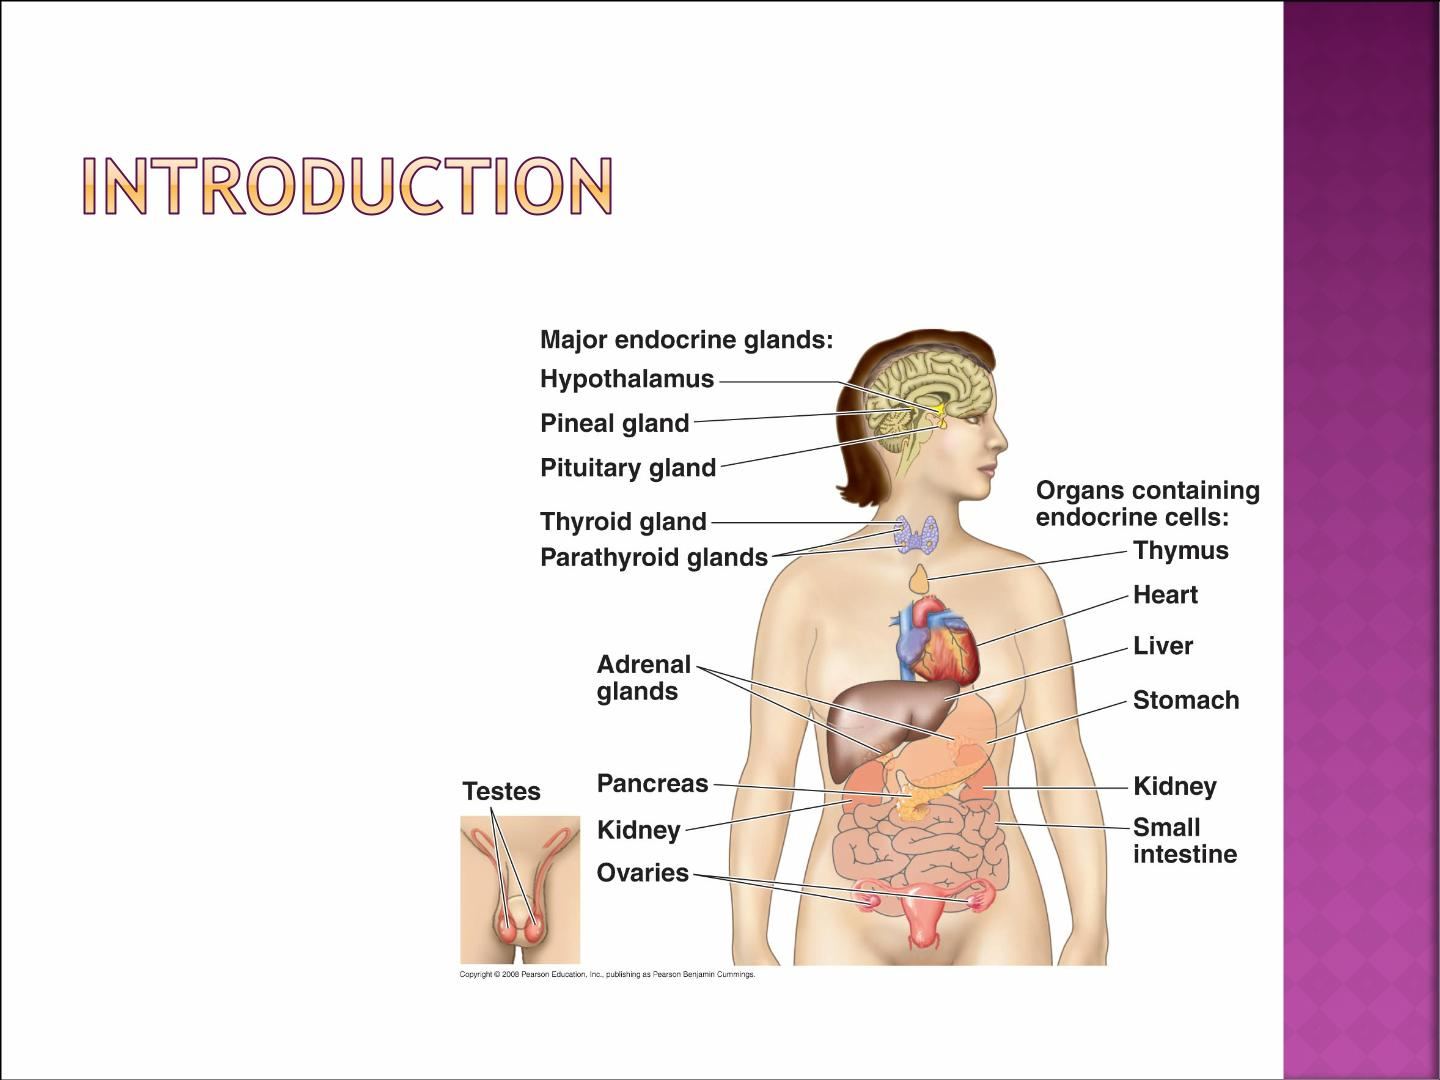 INTRODUCTION
Major endocrine glands:
Hypothalamus
Pineal gland
Pituitary gland
Thyroid gland
Parathyroid glands
Organs containing
endocrine cells:
Thymus
Heart
Liver
Adrenal
glands
Stomach
Testes
Pancreas
Kidney
Kidney
Ovaries
Small
intestine
Copyright © 2008 Pearson Education, Inc., publishing as Pearson Benjamin Cummings.